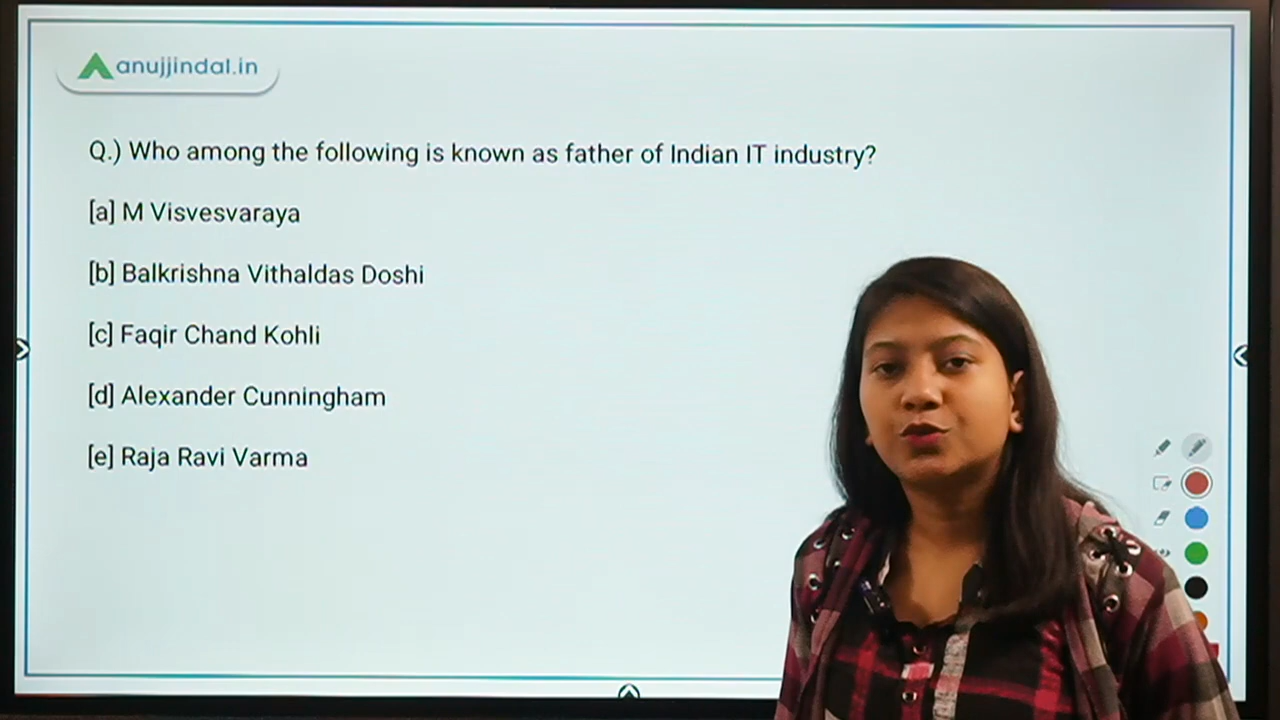 anujjindal.in
Q.) Who among the following is known as father of Indian IT industry?
[a] M Visvesvaraya
[b] Balkrishna Vithaldas Doshi
[c] Faqir Chand Kohli
[d] Alexander Cunningham
[e] Raja Ravi Varma